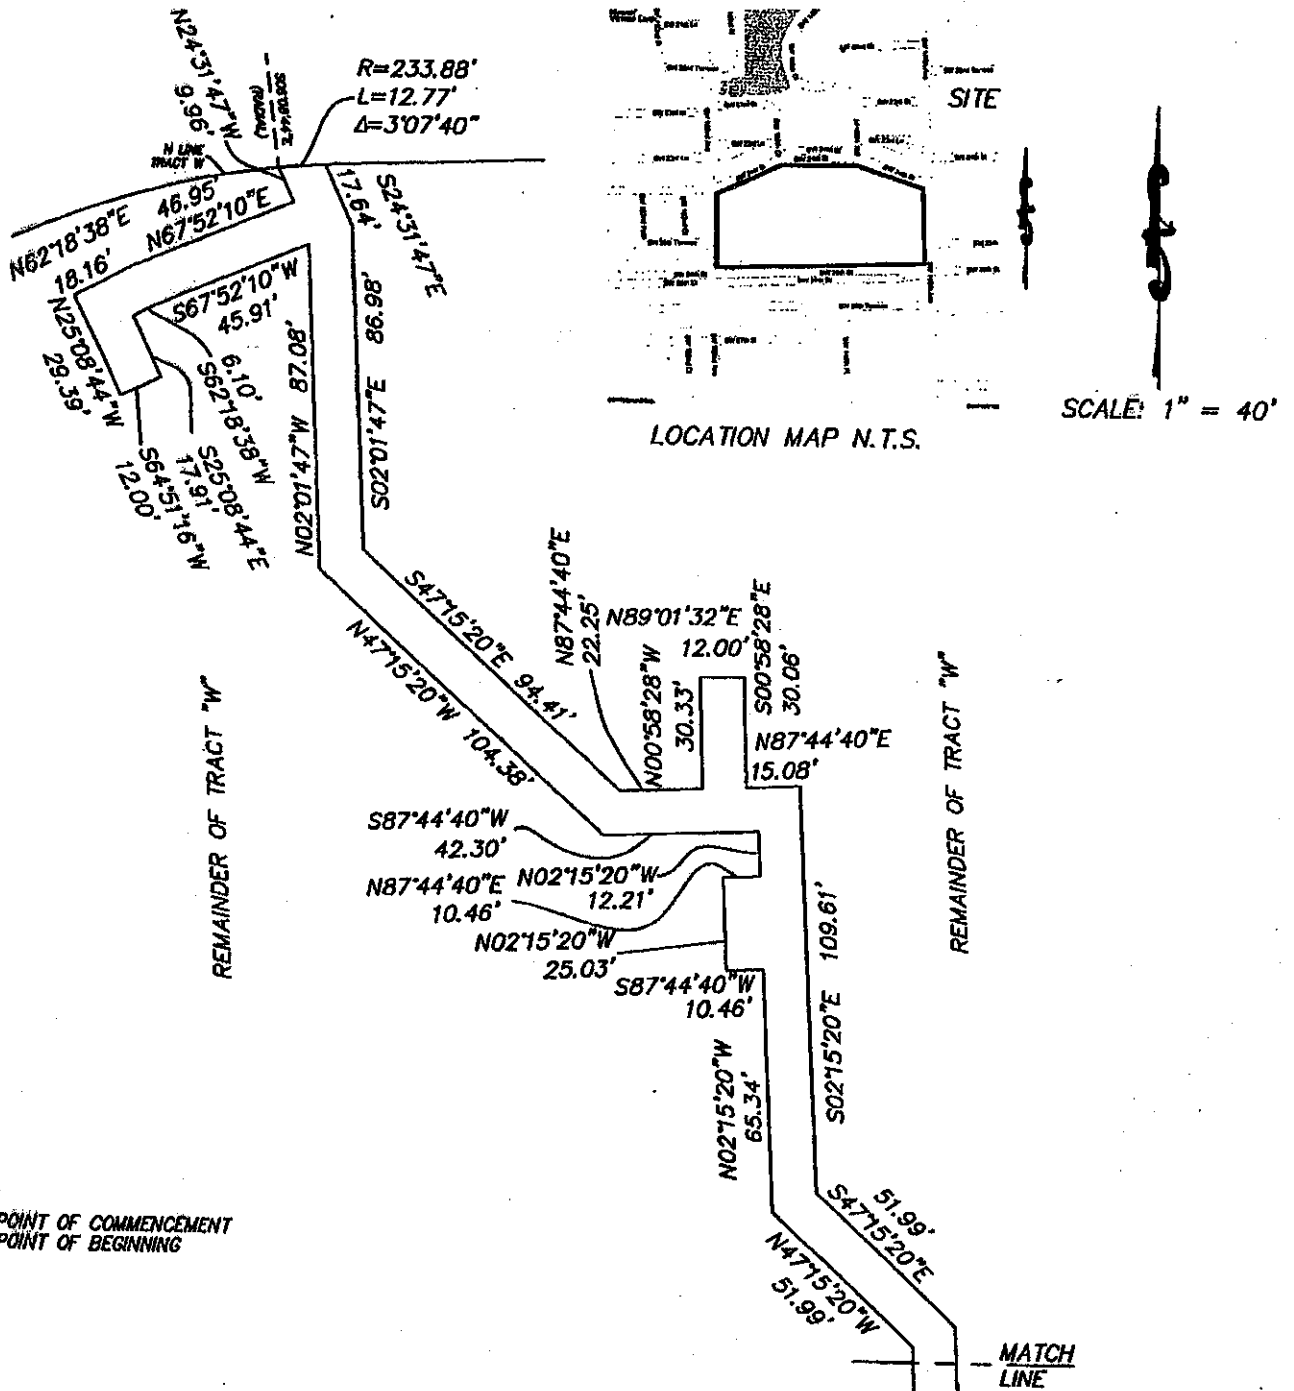 N24°31'47"W
9.96'
(RADIAL)
R=233.88'
L=12.77'
Δ=3°07'40"
N LINE
TRACT W
N62°18'38"E
18.16'
46.95'
N67°52'10"E
S24°31'47"E
17.64'
S67°52'10"W
45.91'
N25°08'44"W
29.39'
6.10'
S62°18'38"W
S25°08'44"E
17.91'
S64°51'16"W
12.00'
N02°01'47"W 87.08'
S02°01'47"E 86.98'
SITE
LOCATION MAP N.T.S.
SCALE: 1" = 40'
S47°15'20"E 94.41'
N47°15'20"W 104.38'
N87°44'40"E
22.25'
N00°58'28"W
30.33'
N89°01'32"E
12.00'
S00°58'28"E
30.06'
N87°44'40"E
15.08'
REMAINDER OF TRACT "W"
REMAINDER OF TRACT "W"
S87°44'40"W
42.30'
N02°15'20"W
12.21'
N87°44'40"E
10.46'
N02°15'20"W
25.03'
S87°44'40"W
10.46'
S02°15'20"E 109.61'
N02°15'20"W
65.34'
POINT OF COMMENCEMENT
POINT OF BEGINNING
51.99'
S47°15'20"E
N47°15'20"W
51.99'
MATCH
LINE